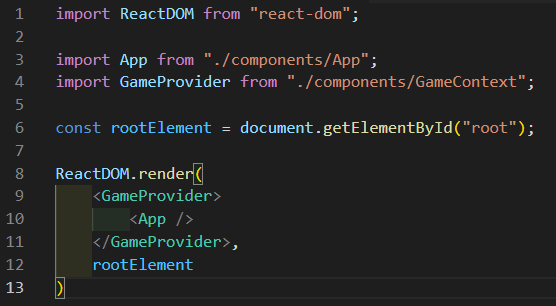 1 import ReactDOM from "react-dom";
2
3 import App from "./components/App";
4 import GameProvider from "./components/GameContext";
5
6 const rootElement = document.getElementById("root");
7
8 ReactDOM.render(
9     <GameProvider>
10         <App />
11     </GameProvider>,
12     rootElement
13 )